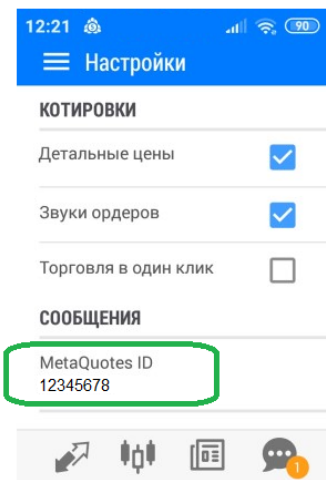 12:21 90
Настройки
КОТИРОВКИ
Детальные цены
Звуки ордеров
Торговля в один клик
СООБЩЕНИЯ
MetaQuotes ID
12345678
1